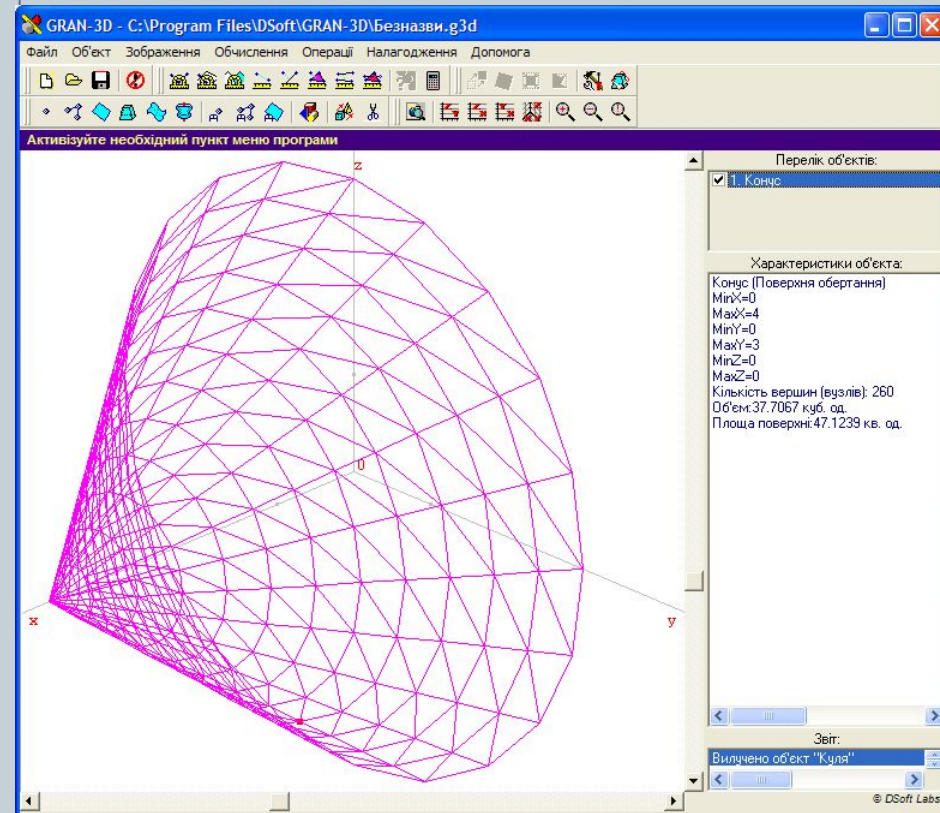 GRAN-3D - C:\Program Files\DSoft\GRAN-3D\Безназви.g3d
Файл Об'єкт Зображення Обчислення Операції Налагодження Допомога
Активізуйте необхідний пункт меню програми
z
0
x
y
Перелік об'єктів:
1. Конус
Характеристики об'єкта:
Конус (Поверхня обертання)
MinX=0
MaxX=4
MinY=0
MaxY=3
MinZ=0
MaxZ=0
Кількість вершин (вузлів): 260
Об'єм:37.7067 куб. од.
Площа поверхні:47.1239 кв. од.
Звіт:
Вилучено об'єкт "Куля"
© DSoft Labs